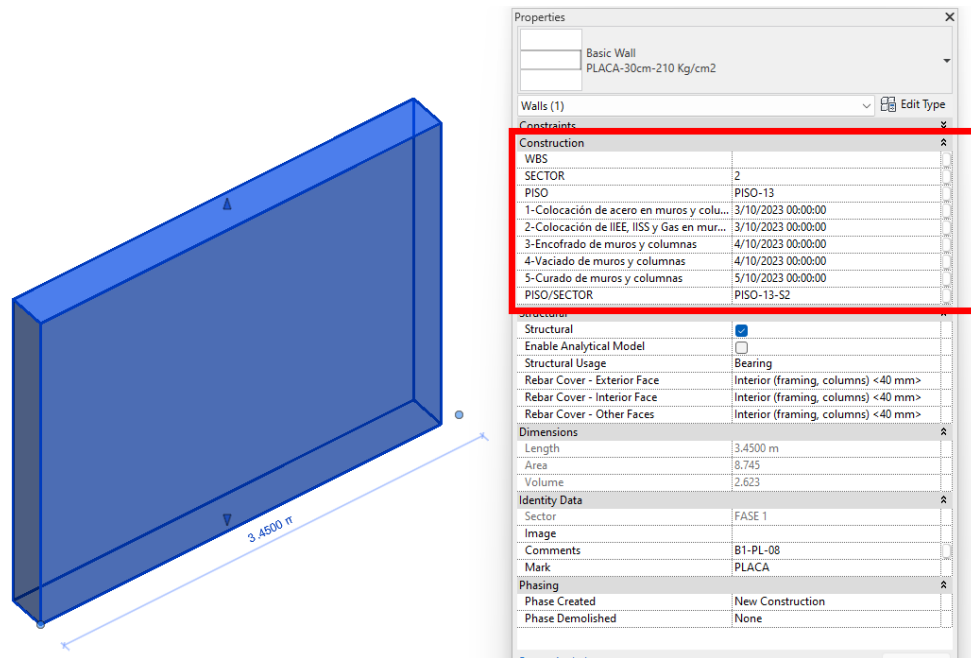 Properties
Basic Wall
PLACA-30cm-210 Kg/cm2
Walls (1)
Edit Type
Constraints
Construction
WBS
SECTOR 2
PISO PISO-13
1-Colocación de acero en muros y colu... 3/10/2023 00:00:00
2-Colocación de IIEE, IISS y Gas en mur... 3/10/2023 00:00:00
3-Encofrado de muros y columnas 4/10/2023 00:00:00
4-Vaciado de muros y columnas 4/10/2023 00:00:00
5-Curado de muros y columnas 5/10/2023 00:00:00
PISO/SECTOR PISO-13-S2
Structural
Structural
Enable Analytical Model
Structural Usage Bearing
Rebar Cover - Exterior Face Interior (framing, columns) <40 mm>
Rebar Cover - Interior Face Interior (framing, columns) <40 mm>
Rebar Cover - Other Faces Interior (framing, columns) <40 mm>
Dimensions
Length 3.4500 m
Area 8.745
Volume 2.623
Identity Data
Sector FASE 1
Image
Comments B1-PL-08
Mark PLACA
Phasing
Phase Created New Construction
Phase Demolished None
3.4500 m